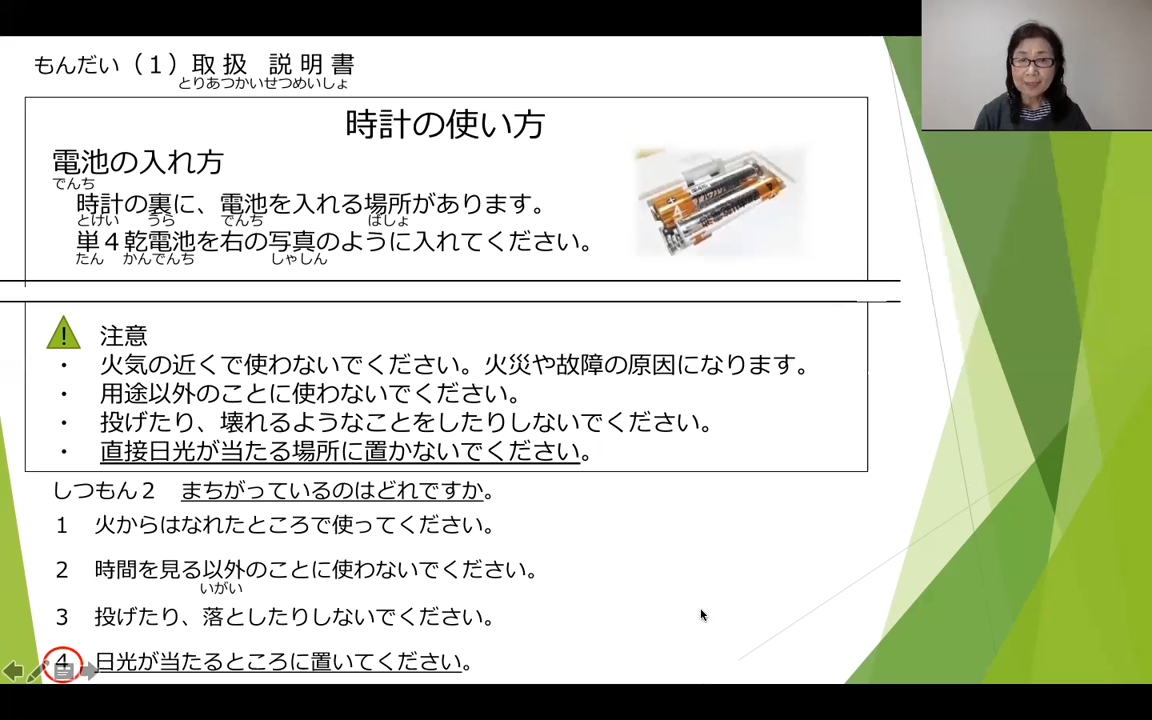 もんだい（１）取扱 説明書
とりあつかいせつめいしょ
時計の使い方
電池の入れ方
でんち
時計の裏に、電池を入れる場所があります。
とけい うら でんち ばしょ
単４乾電池を右の写真のように入れてください。
たん かんでんち しゃしん
! 注意
・ 火気の近くで使わないでください。火災や故障の原因になります。
・ 用途以外のことに使わないでください。
・ 投げたり、壊れるようなことをしたりしないでください。
・ 直接日光が当たる場所に置かないでください。
しつもん２ まちがっているのはどれですか。
１ 火からはなれたところで使ってください。
２ 時間を見る以外のことに使わないでください。
いがい
３ 投げたり、落としたりしないでください。
４ 日光が当たるところに置いてください。